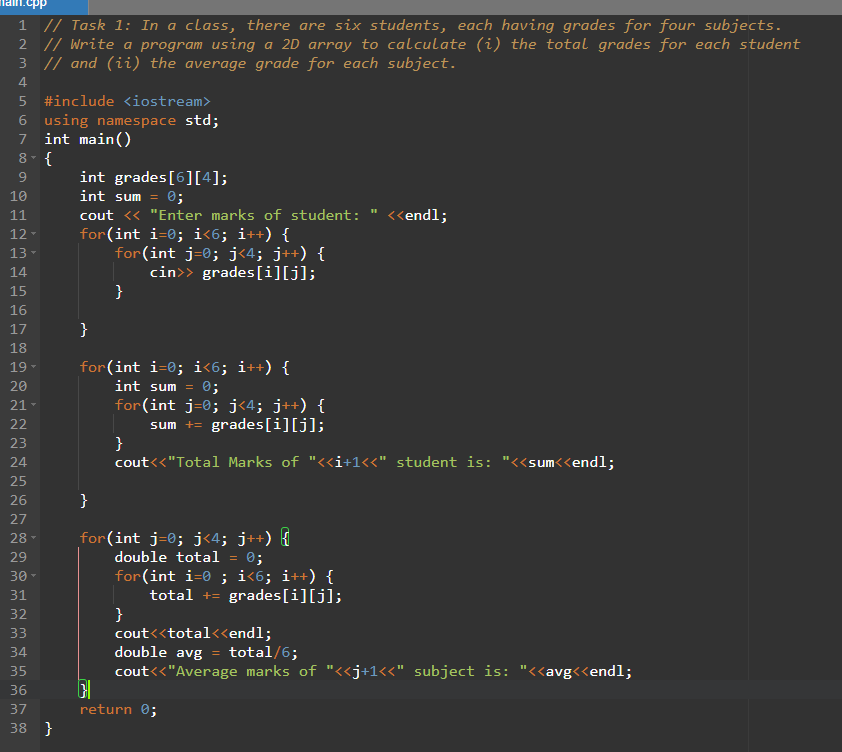 main.cpp
1 // Task 1: In a class, there are six students, each having grades for four subjects.
2 // Write a program using a 2D array to calculate (i) the total grades for each student
3 // and (ii) the average grade for each subject.
4
5 #include <iostream>
6 using namespace std;
7 int main()
8 {
9     int grades[6][4];
10     int sum = 0;
11     cout << "Enter marks of student: " <<endl;
12     for(int i=0; i<6; i++) {
13         for(int j=0; j<4; j++) {
14             cin>> grades[i][j];
15         }
16
17     }
18
19     for(int i=0; i<6; i++) {
20         int sum = 0;
21         for(int j=0; j<4; j++) {
22             sum += grades[i][j];
23         }
24         cout<<"Total Marks of "<<i+1<<" student is: "<<sum<<endl;
25
26     }
27
28     for(int j=0; j<4; j++) {
29         double total = 0;
30         for(int i=0 ; i<6; i++) {
31             total += grades[i][j];
32         }
33         cout<<total<<endl;
34         double avg = total/6;
35         cout<<"Average marks of "<<j+1<<" subject is: "<<avg<<endl;
36     }
37     return 0;
38 }